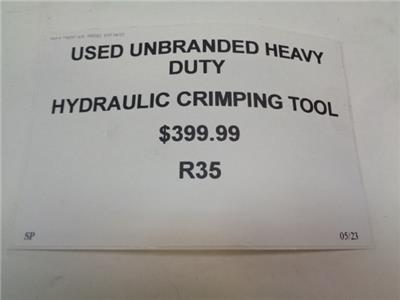 USED UNBRANDED HEAVY
DUTY
HYDRAULIC CRIMPING TOOL
$399.99
R35
SP 05/23